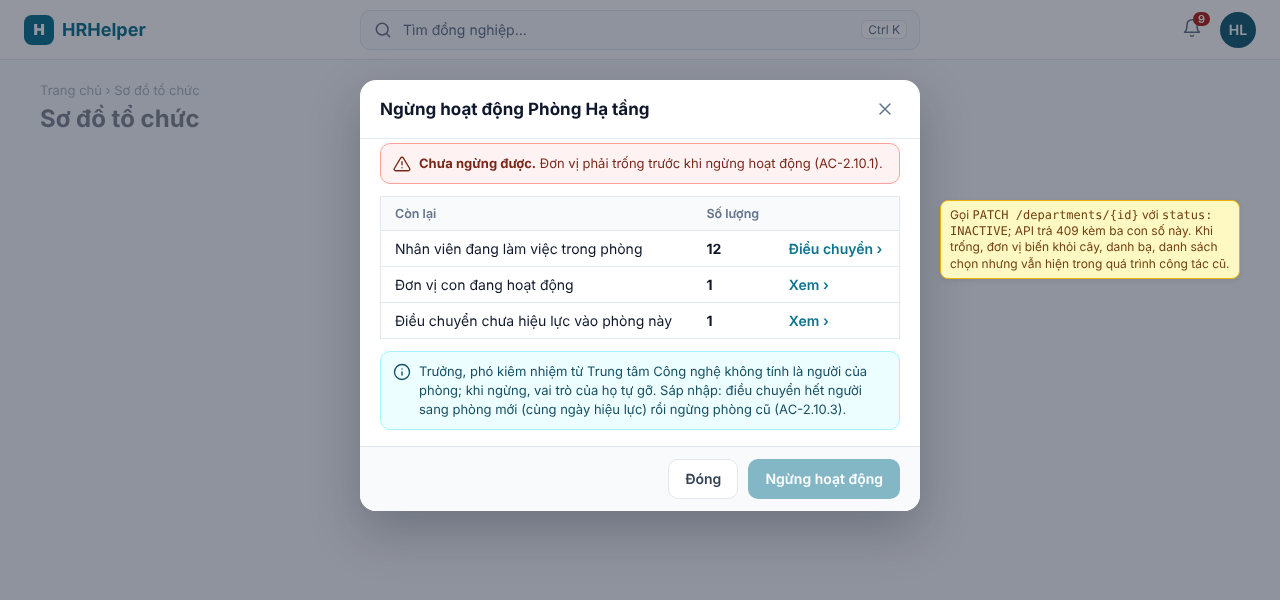 H HRHelper
Tìm đồng nghiệp... Ctrl K
9
HL
Trang chủ › Sơ đồ tổ chức
Sơ đồ tổ chức
Ngừng hoạt động Phòng Hạ tầng
Chưa ngừng được. Đơn vị phải trống trước khi ngừng hoạt động (AC-2.10.1).
Còn lại Số lượng
Nhân viên đang làm việc trong phòng 12 Điều chuyển ›
Đơn vị con đang hoạt động 1 Xem ›
Điều chuyển chưa hiệu lực vào phòng này 1 Xem ›
Trưởng, phó kiêm nhiệm từ Trung tâm Công nghệ không tính là người của
phòng; khi ngừng, vai trò của họ tự gỡ. Sáp nhập: điều chuyển hết người
sang phòng mới (cùng ngày hiệu lực) rồi ngừng phòng cũ (AC-2.10.3).
Đóng Ngừng hoạt động
Gọi PATCH /departments/{id} với status:
INACTIVE; API trả 409 kèm ba con số này. Khi
trống, đơn vị biến khỏi cây, danh bạ, danh sách
chọn nhưng vẫn hiện trong quá trình công tác cũ.